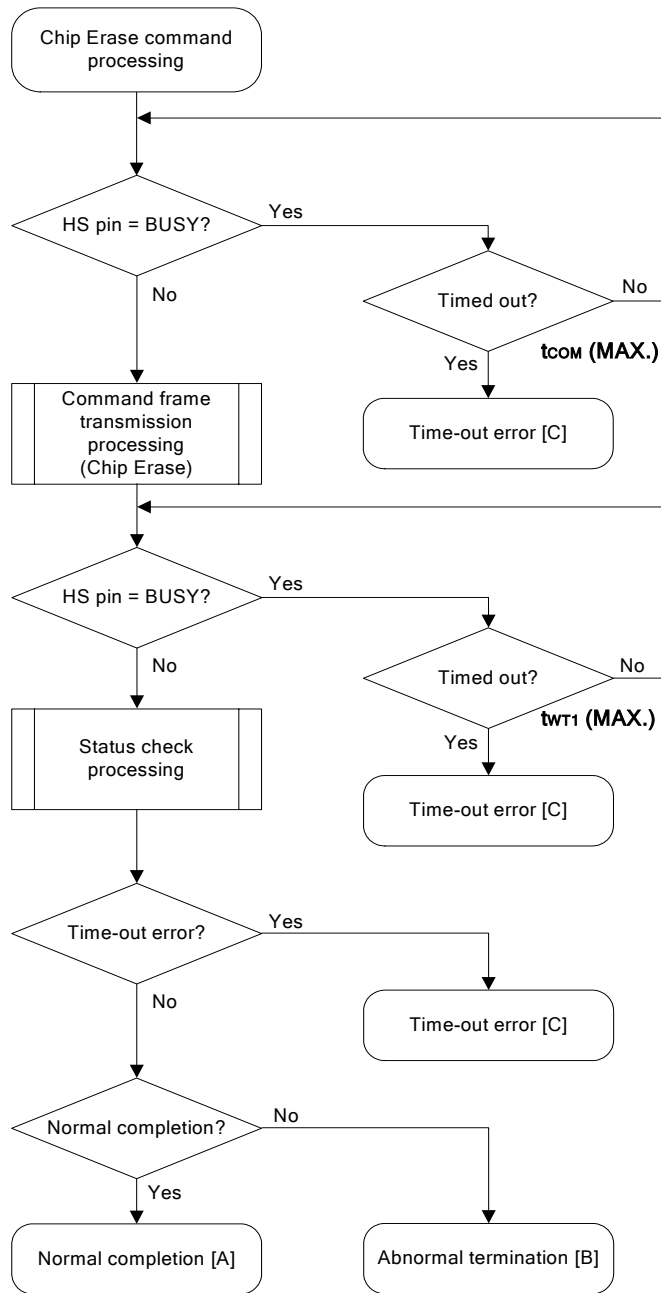 Chip Erase command
processing
HS pin = BUSY?
Yes
No
Timed out?
No
tCOM (MAX.)
Yes
Time-out error [C]
Command frame
transmission
processing
(Chip Erase)
HS pin = BUSY?
Yes
No
Timed out?
No
tWT1 (MAX.)
Yes
Time-out error [C]
Status check
processing
Time-out error?
Yes
No
Time-out error [C]
Normal completion?
No
Yes
Normal completion [A]
Abnormal termination [B]